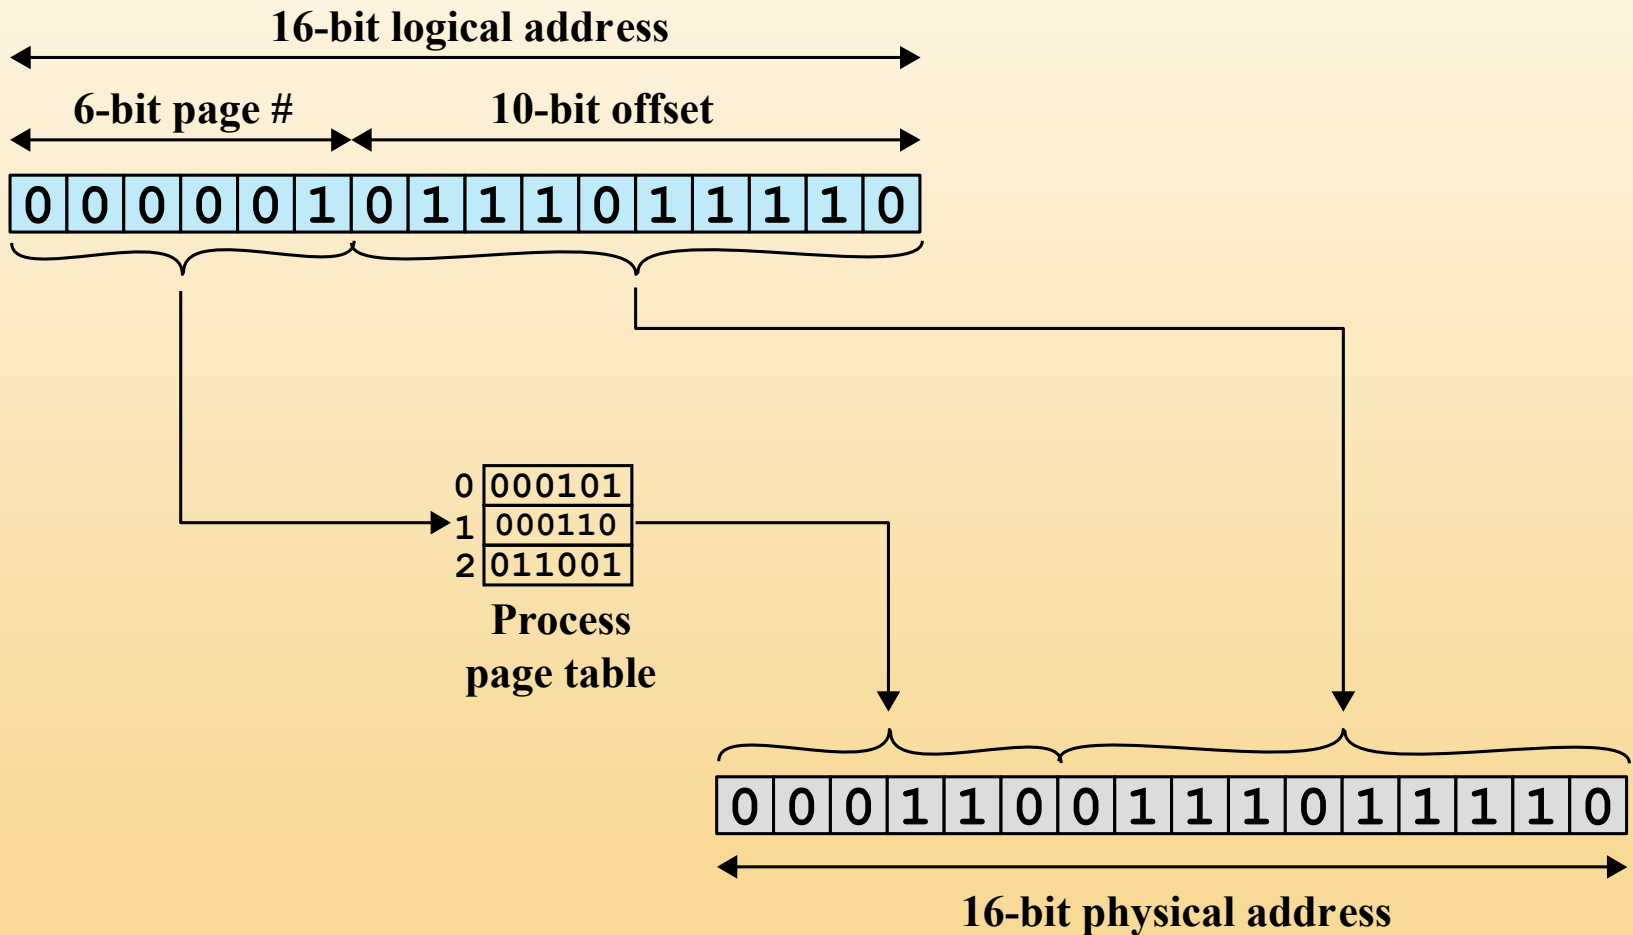 16-bit logical address
6-bit page # 10-bit offset
0 0 0 0 0 1 0 1 1 1 0 1 1 1 1 0
0 000101
1 000110
2 011001
Process
page table
0 0 0 1 1 0 0 1 1 1 0 1 1 1 1 0
16-bit physical address